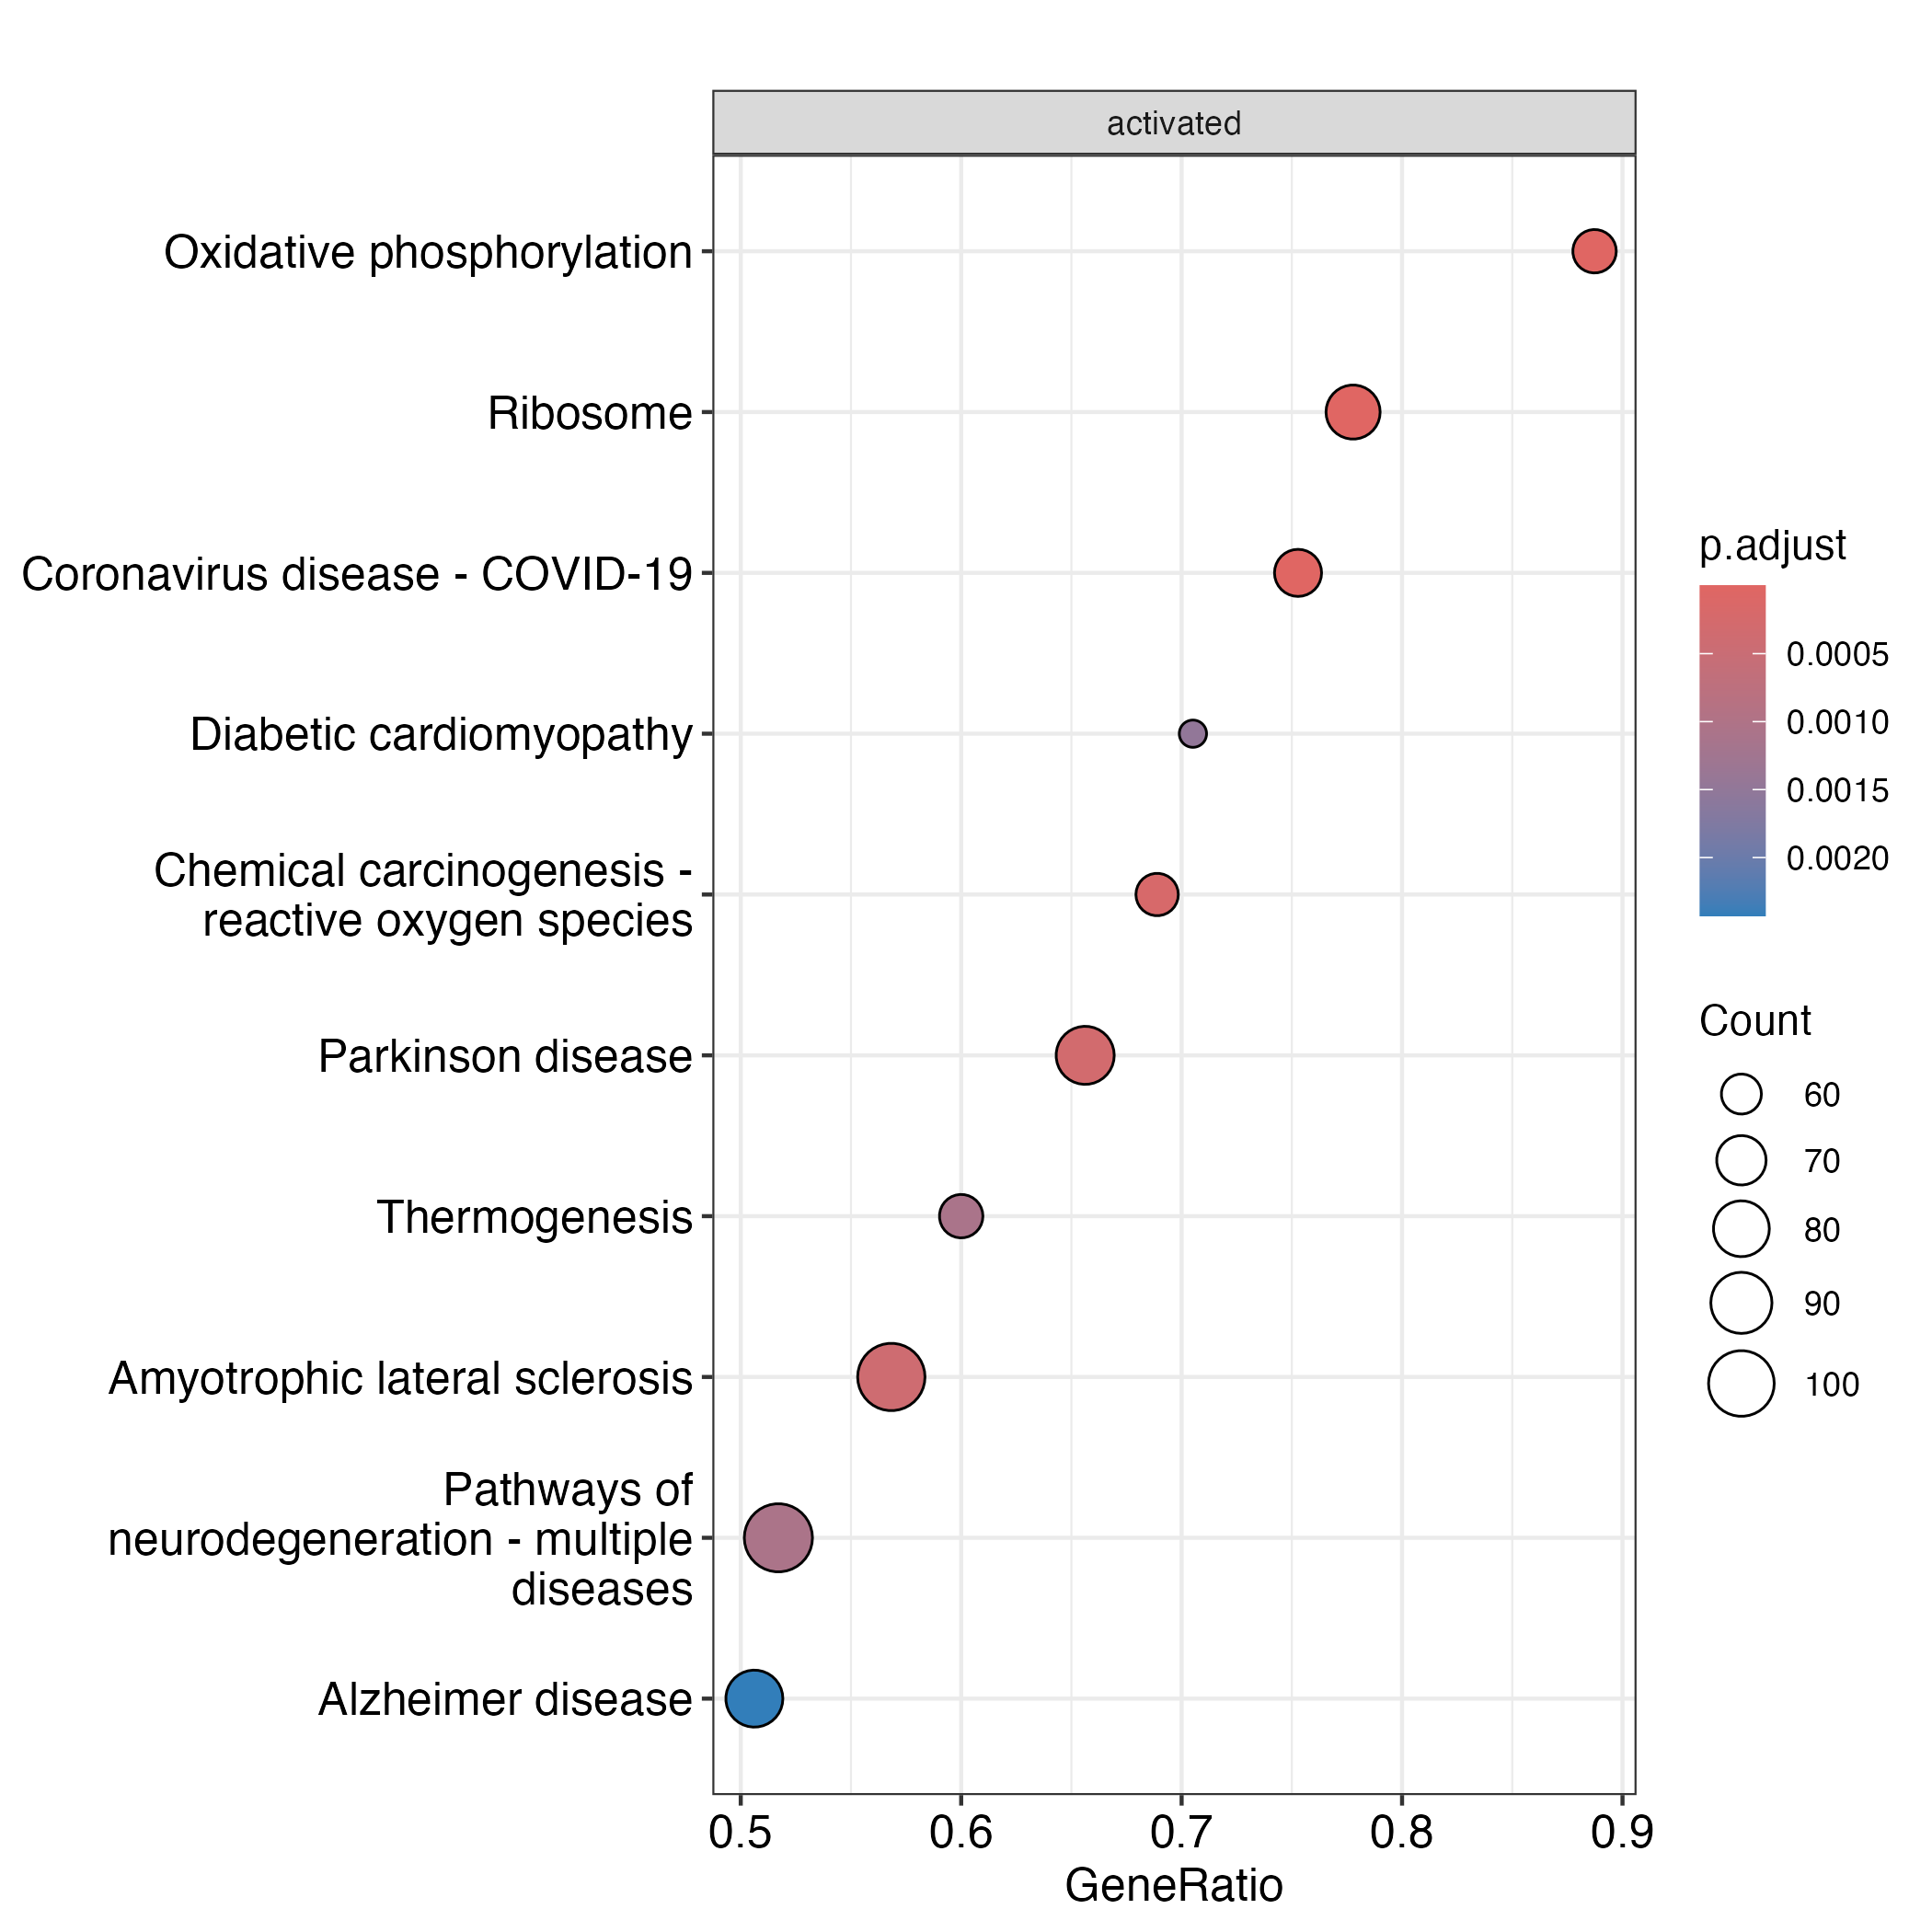 activated
Oxidative phosphorylation
Ribosome
Coronavirus disease - COVID-19
Diabetic cardiomyopathy
Chemical carcinogenesis -
reactive oxygen species
Parkinson disease
Thermogenesis
Amyotrophic lateral sclerosis
Pathways of
neurodegeneration - multiple
diseases
Alzheimer disease
0.5 0.6 0.7 0.8 0.9
GeneRatio
p.adjust
0.0005
0.0010
0.0015
0.0020
Count
60
70
80
90
100